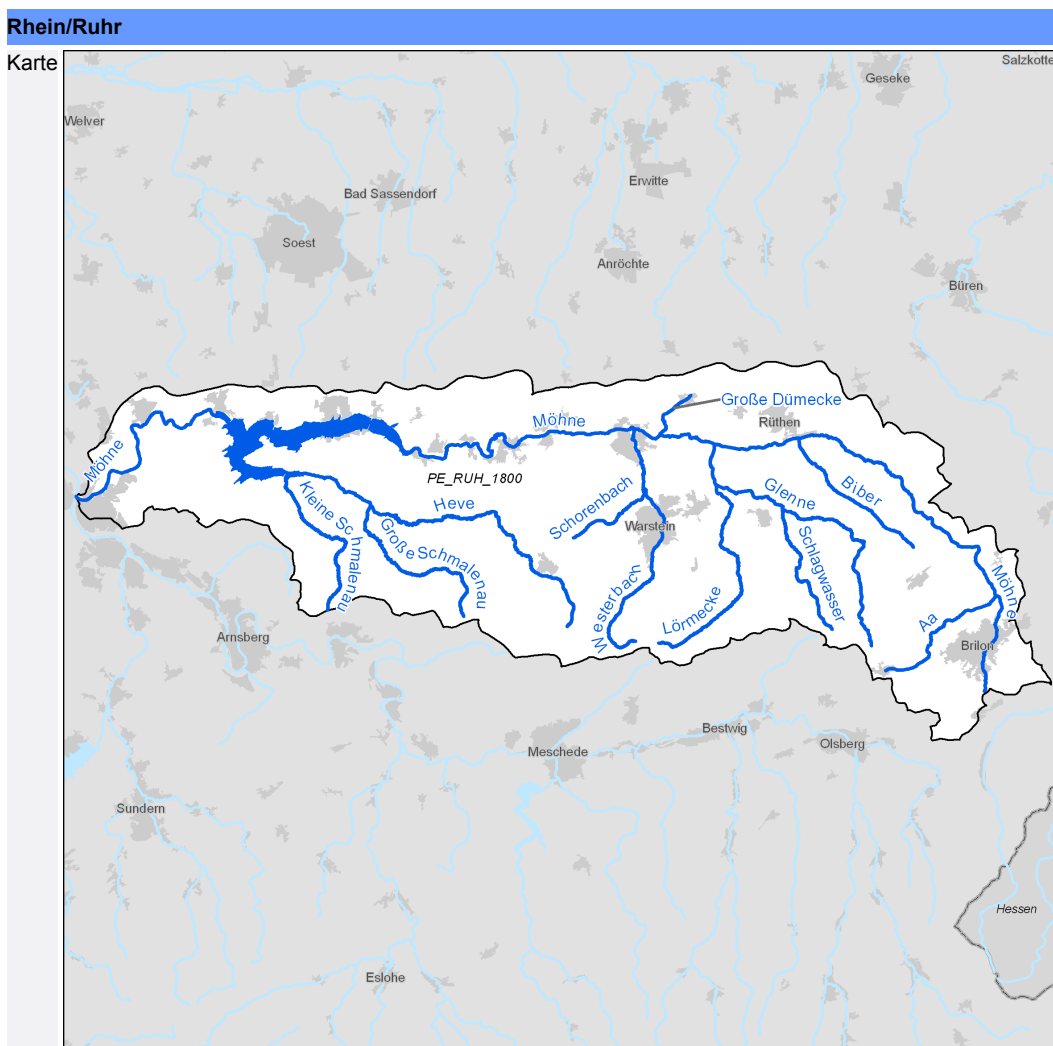 Rhein/Ruhr
Karte
Salzkotte
Geseke
Welver
Erwitte
Bad Sassendorf
Soest
Anröchte
Büren
Große Dümecke
Möhne
Rüthen
Möhne
PE_RUH_1800
Biber
Glenne
Heve
Schorenbach
Kleine Schmalenau
Große Schmalenau
Warstein
Schlagwasser
Möhne
Westerbach
Lörmecke
Aa
Arnsberg
Brilon
Bestwig
Meschede
Olsberg
Sundern
Hessen
Eslohe